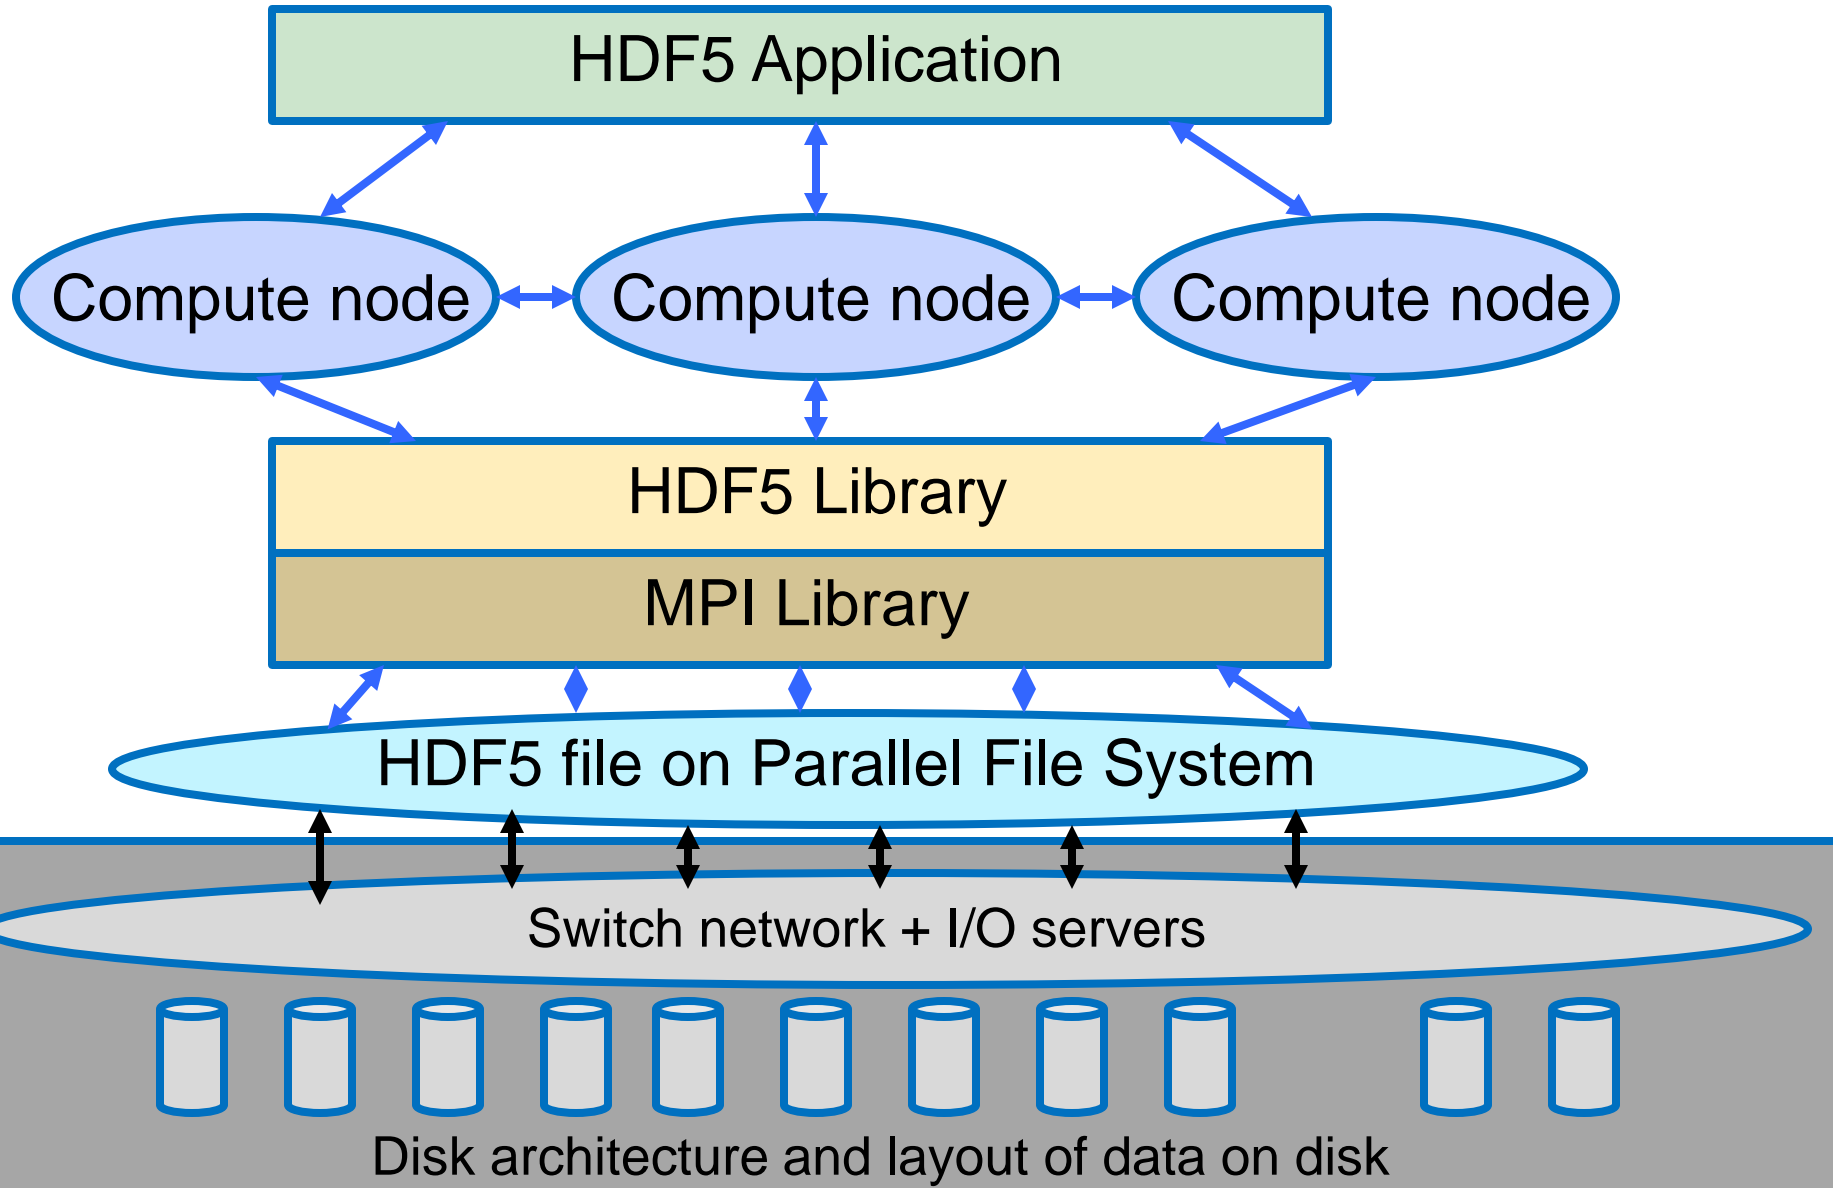 HDF5 Application
Compute node
Compute node
Compute node
HDF5 Library
MPI Library
HDF5 file on Parallel File System
Switch network + I/O servers
Disk architecture and layout of data on disk